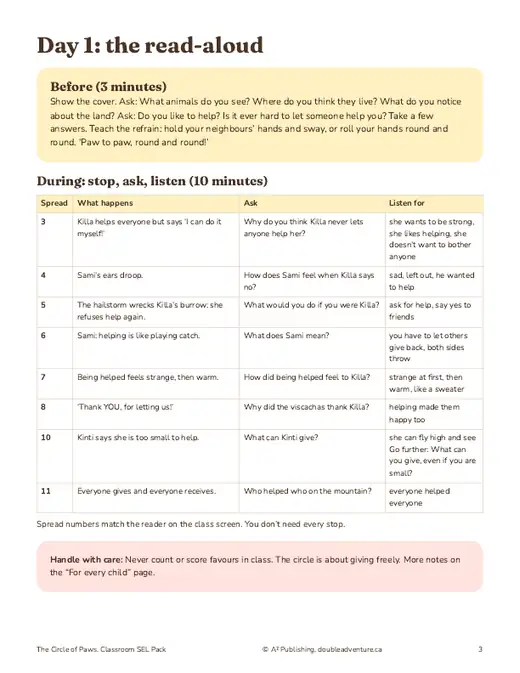 Day 1: the read-aloud
Before (3 minutes)
Show the cover. Ask: What animals do you see? Where do you think they live? What do you notice
about the land? Ask: Do you like to help? Is it ever hard to let someone help you? Take a few
answers. Teach the refrain: hold your neighbours' hands and sway, or roll your hands round and
round. 'Paw to paw, round and round!'
During: stop, ask, listen (10 minutes)
Spread What happens Ask Listen for
3 Killa helps everyone but says 'I can do it Why do you think Killa never lets she wants to be strong,
myself!' anyone help her? she likes helping, she
doesn't want to bother
anyone
4 Sami's ears droop. How does Sami feel when Killa says sad, left out, he wanted
no? to help
5 The hailstorm wrecks Killa's burrow; she What would you do if you were Killa? ask for help, say yes to
refuses help again. friends
6 Sami: helping is like playing catch. What does Sami mean? you have to let others
give back, both sides
throw
7 Being helped feels strange, then warm. How did being helped feel to Killa? strange at first, then
warm, like a sweater
8 'Thank YOU, for letting us!' Why did the viscachas thank Killa? helping made them
happy too
10 Kinti says she is too small to help. What can Kinti give? she can fly high and see
Go further: What can
you give, even if you are
small?
11 Everyone gives and everyone receives. Who helped who on the mountain? everyone helped
everyone
Spread numbers match the reader on the class screen. You don't need every stop.
Handle with care: Never count or score favours in class. The circle is about giving freely. More notes on
the "For every child" page.
The Circle of Paws. Classroom SEL Pack © A² Publishing, doubleadventure.ca 3